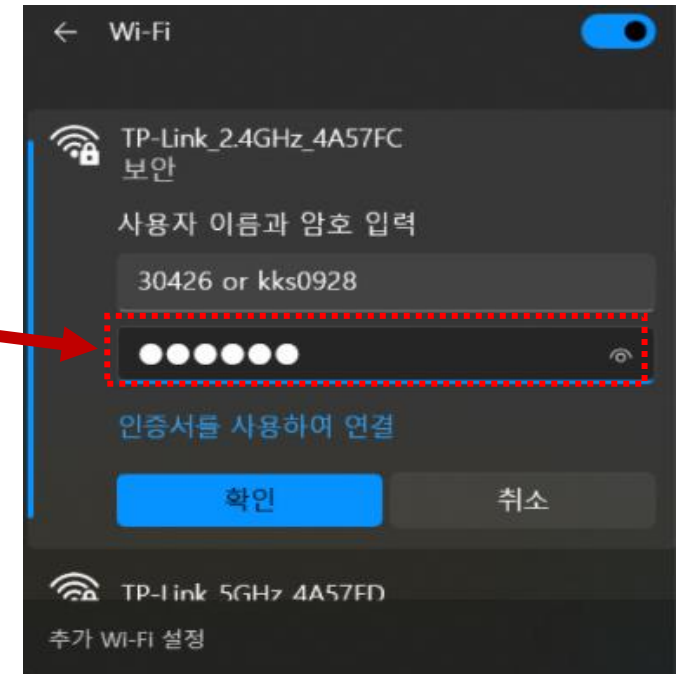 Wi-Fi
TP-Link_2.4GHz_4A57FC
보안
사용자 이름과 암호 입력
30426 or kks0928
●●●●●●
인증서를 사용하여 연결
확인
취소
TP-Link_5GHz_4A57FD
추가 Wi-Fi 설정